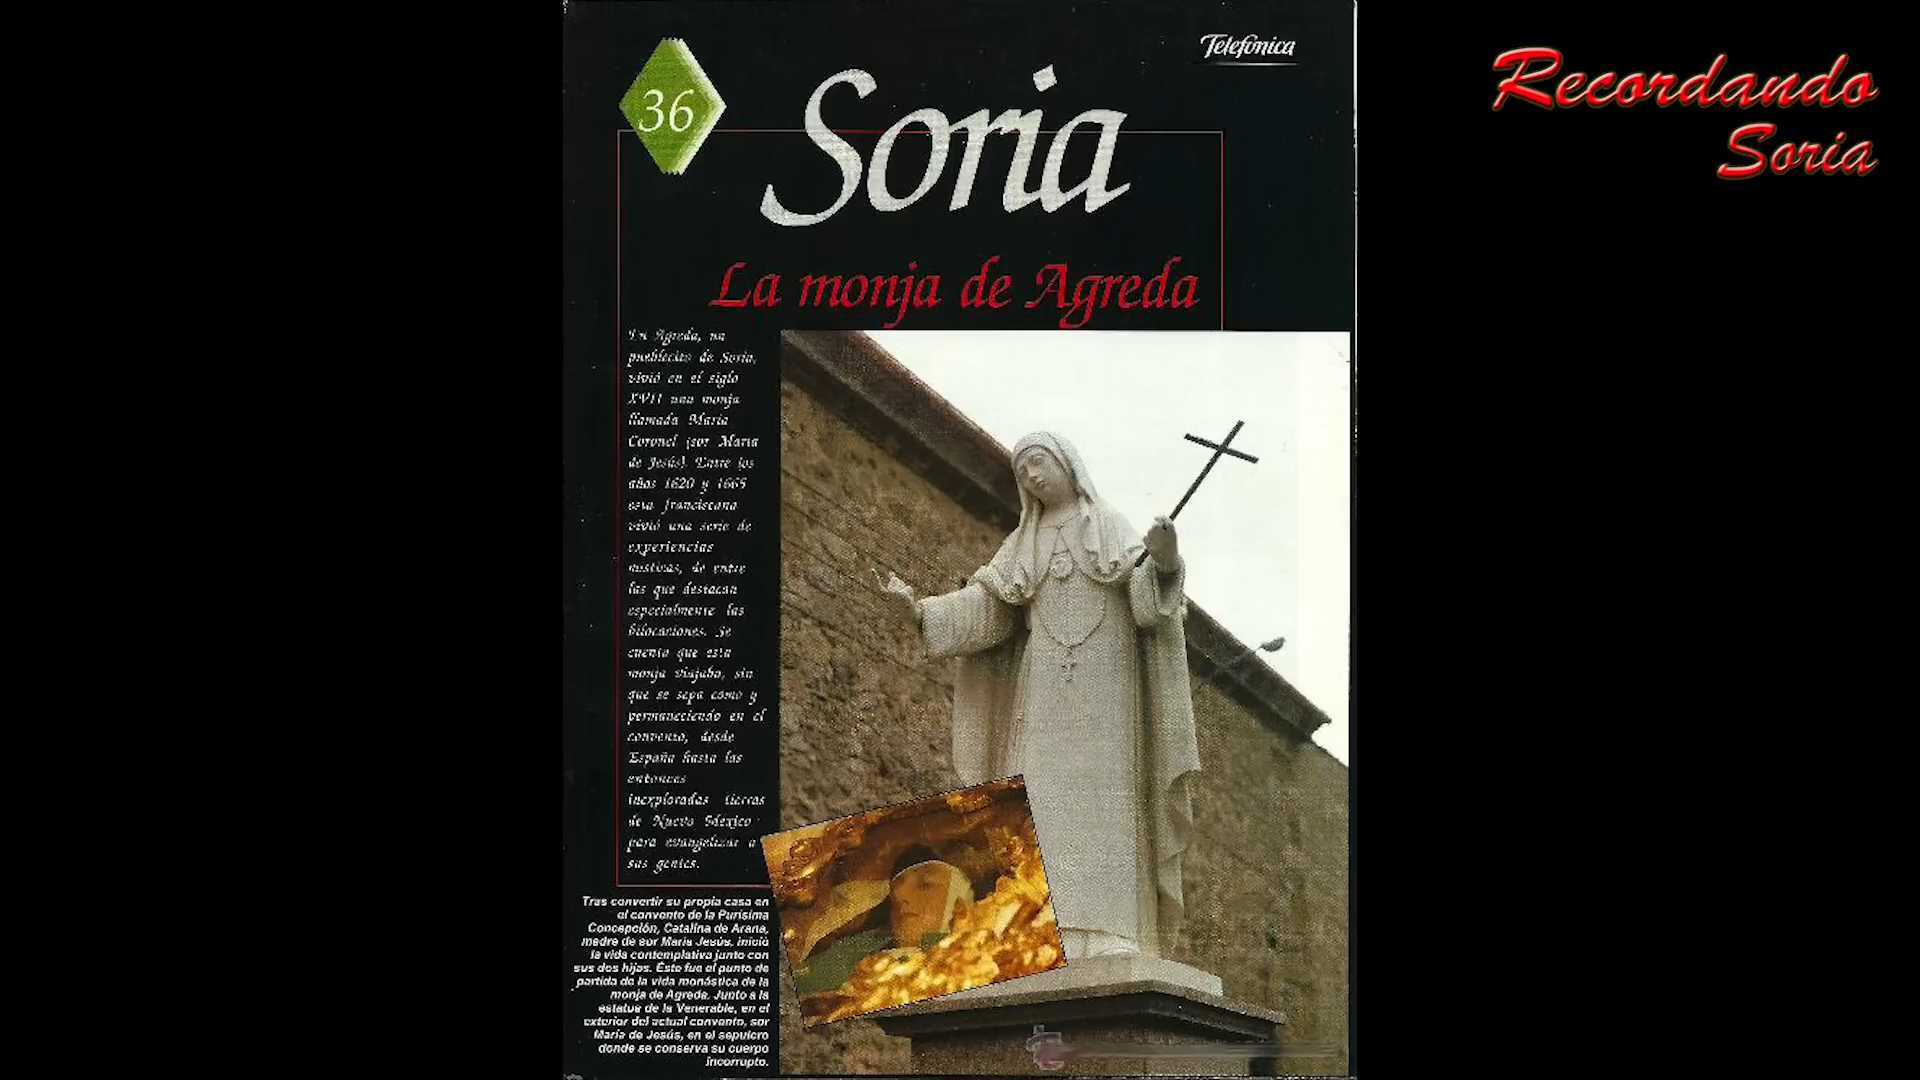 36
Telefónica
Recordando
Soria
Soria
La monja de Agreda
En Agreda, un
pueblecito de Soria,
vivió en el siglo
XVII una monja
llamada María
Coronel (sor María
de Jesús). Entre los
años 1620 y 1665
esta franciscana
vivió una serie de
experiencias
místicas, de entre
las que destacan
especialmente las
bilocaciones. Se
cuenta que esta
monja viajaba, sin
que se sepa como y
permaneciendo en el
convento, desde
España hasta las
entonces
inexploradas tierras
de Nuevo Mexico
para evangelizar a
sus gentes.
Tras convertir su propia casa en
el convento de la Purísima
Concepción, Catalina de Arana,
madre de sor María Jesús, inició
la vida contemplativa junto con
sus dos hijas. Éste fue el punto de
partida de la vida monástica de la
monja de Agreda. Junto a la
estatua de la Venerable, en el
exterior del actual convento, sor
María de Jesús, en el sepulcro
donde se conserva su cuerpo
incorrupto.
tc